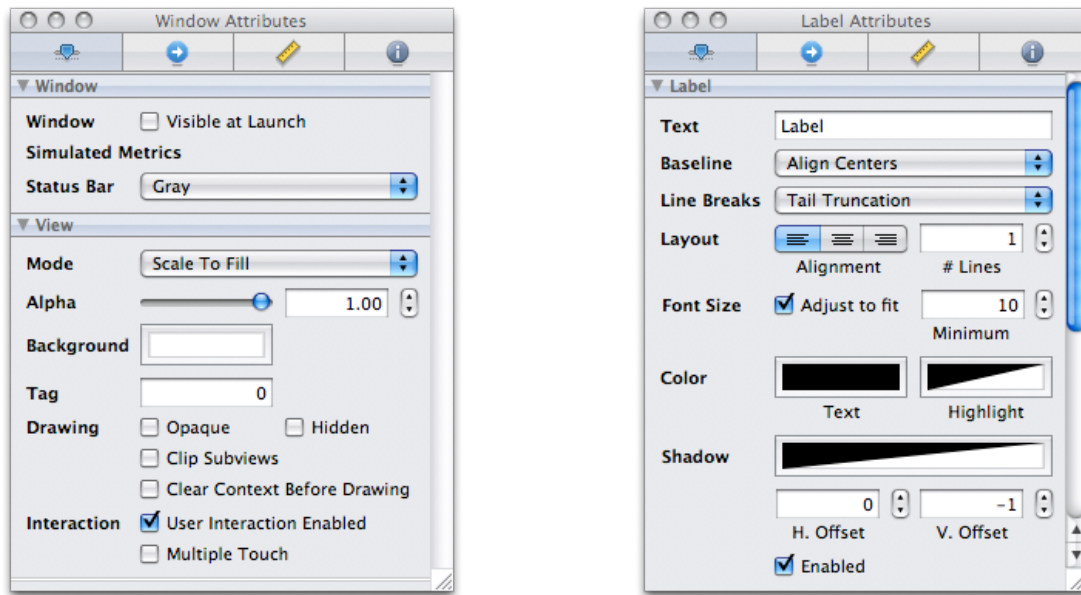 Window Attributes
Window
Window Visible at Launch
Simulated Metrics
Status Bar Gray
View
Mode Scale To Fill
Alpha 1.00
Background
Tag 0
Drawing Opaque Hidden
Clip Subviews
Clear Context Before Drawing
Interaction User Interaction Enabled
Multiple Touch
Label Attributes
Label
Text Label
Baseline Align Centers
Line Breaks Tail Truncation
Layout 1
Alignment # Lines
Font Size Adjust to fit 10
Minimum
Color
Text Highlight
Shadow
0 -1
H. Offset V. Offset
Enabled